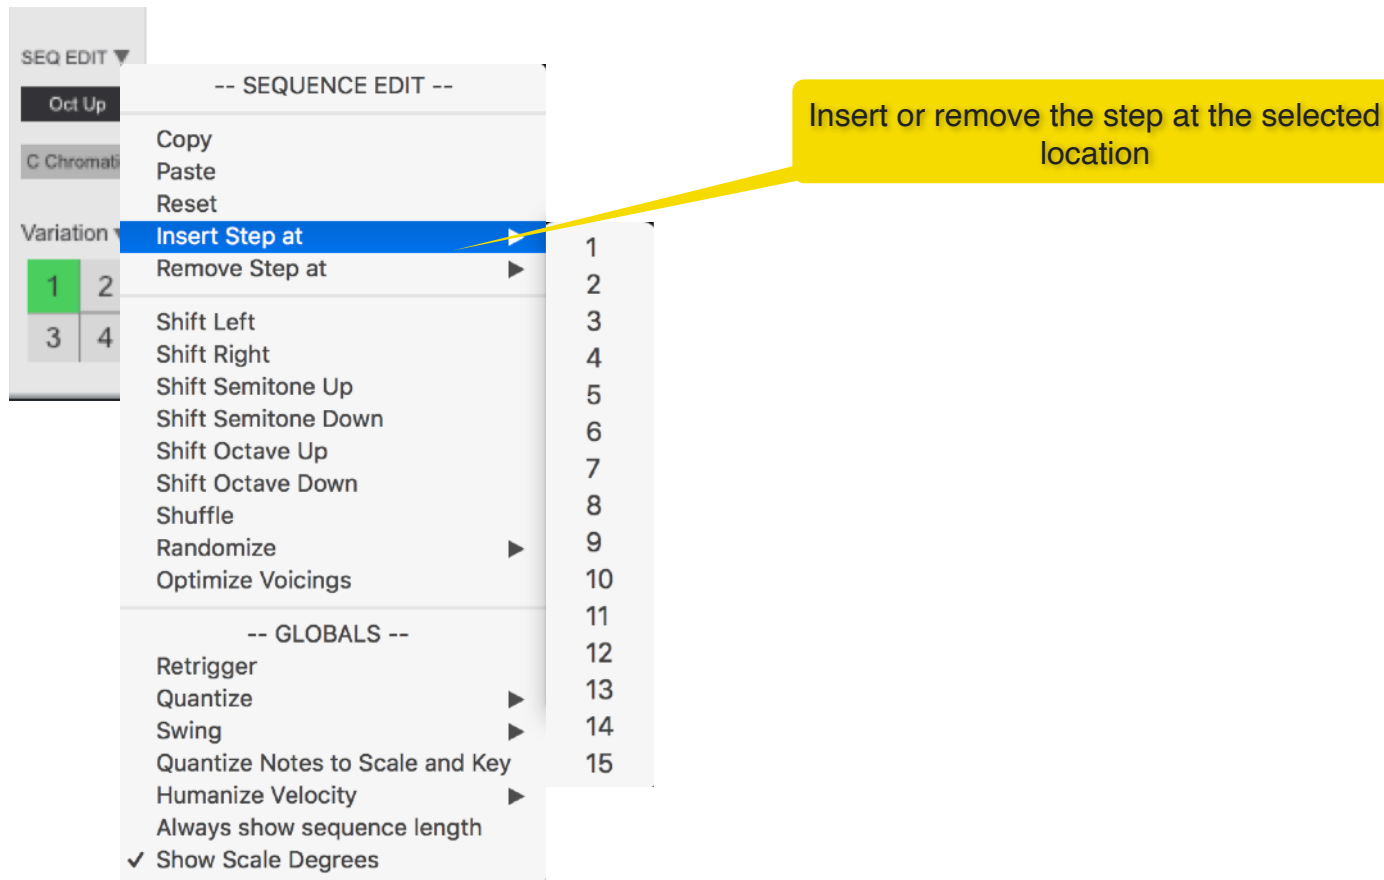 SEQ EDIT ▼
Oct Up
C Chromati
Variation ▼
1 2
3 4
-- SEQUENCE EDIT --
Copy
Paste
Reset
Insert Step at ▶
Remove Step at ▶
Shift Left
Shift Right
Shift Semitone Up
Shift Semitone Down
Shift Octave Up
Shift Octave Down
Shuffle
Randomize ▶
Optimize Voicings
-- GLOBALS --
Retrigger
Quantize ▶
Swing ▶
Quantize Notes to Scale and Key
Humanize Velocity ▶
Always show sequence length
✓ Show Scale Degrees
1
2
3
4
5
6
7
8
9
10
11
12
13
14
15
Insert or remove the step at the selected
location